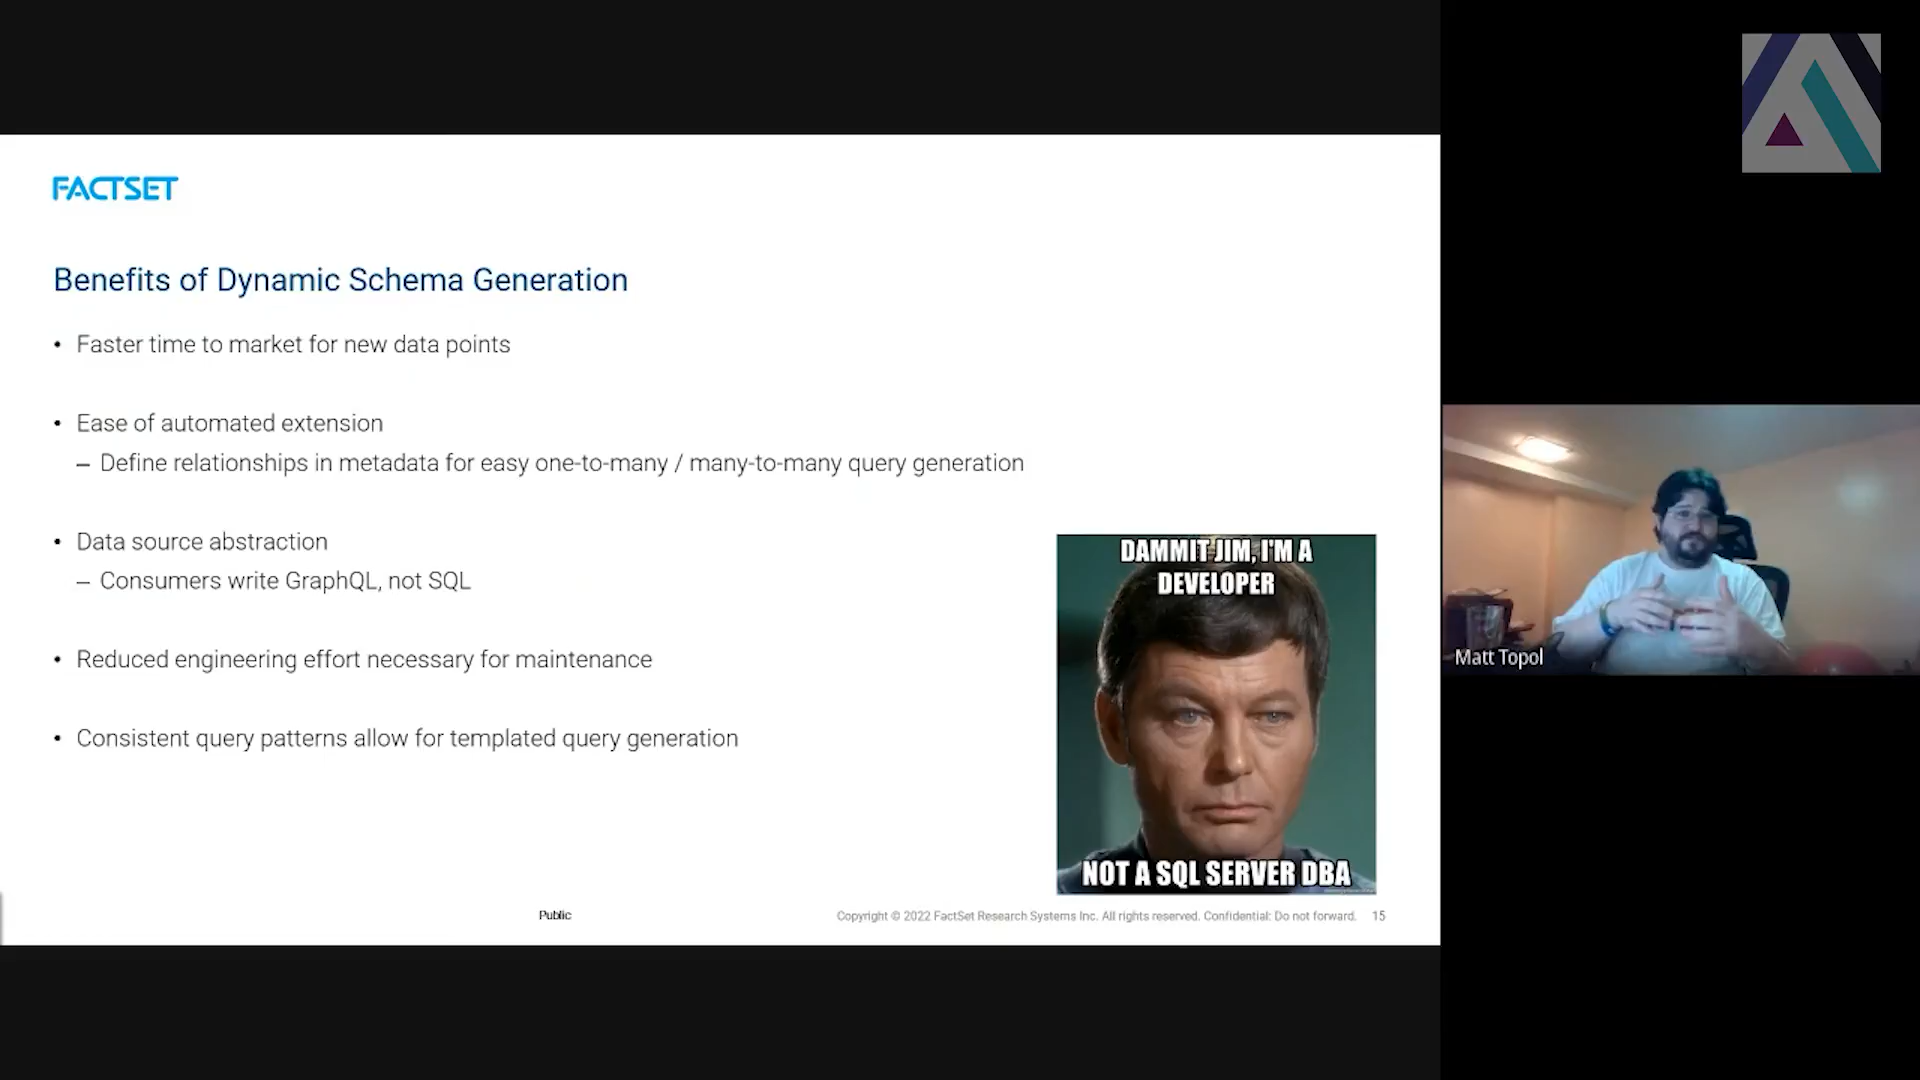 FACTSET
Benefits of Dynamic Schema Generation
• Faster time to market for new data points
• Ease of automated extension
– Define relationships in metadata for easy one-to-many / many-to-many query generation
• Data source abstraction
– Consumers write GraphQL, not SQL
• Reduced engineering effort necessary for maintenance
• Consistent query patterns allow for templated query generation
DAMMIT JIM, I'M A
DEVELOPER
NOT A SQL SERVER DBA
Public
Copyright © 2022 FactSet Research Systems Inc. All rights reserved. Confidential: Do not forward. 15
Matt Topol